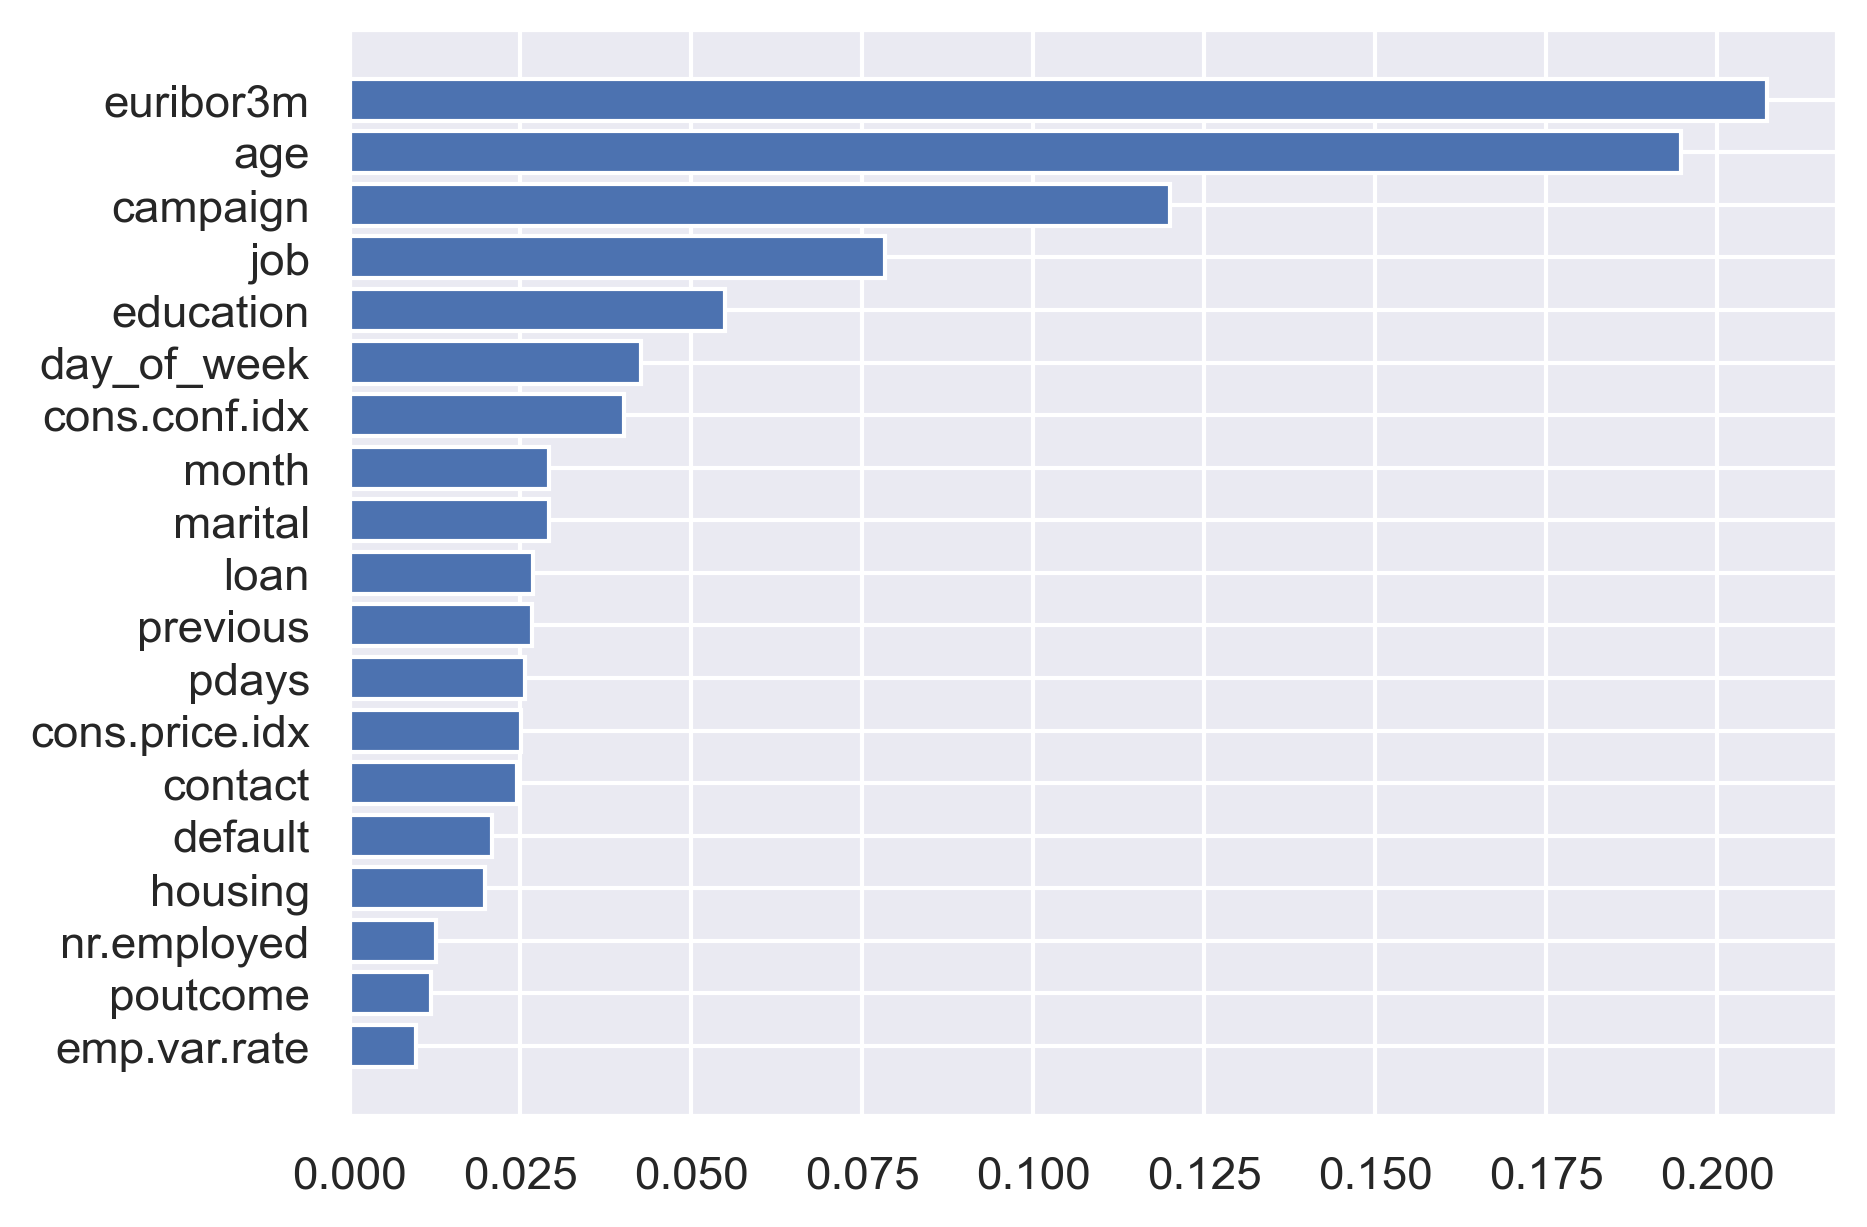 euribor3m
age
campaign
job
education
day_of_week
cons.conf.idx
month
marital
loan
previous
pdays
cons.price.idx
contact
default
housing
nr.employed
poutcome
emp.var.rate
0.000 0.025 0.050 0.075 0.100 0.125 0.150 0.175 0.200